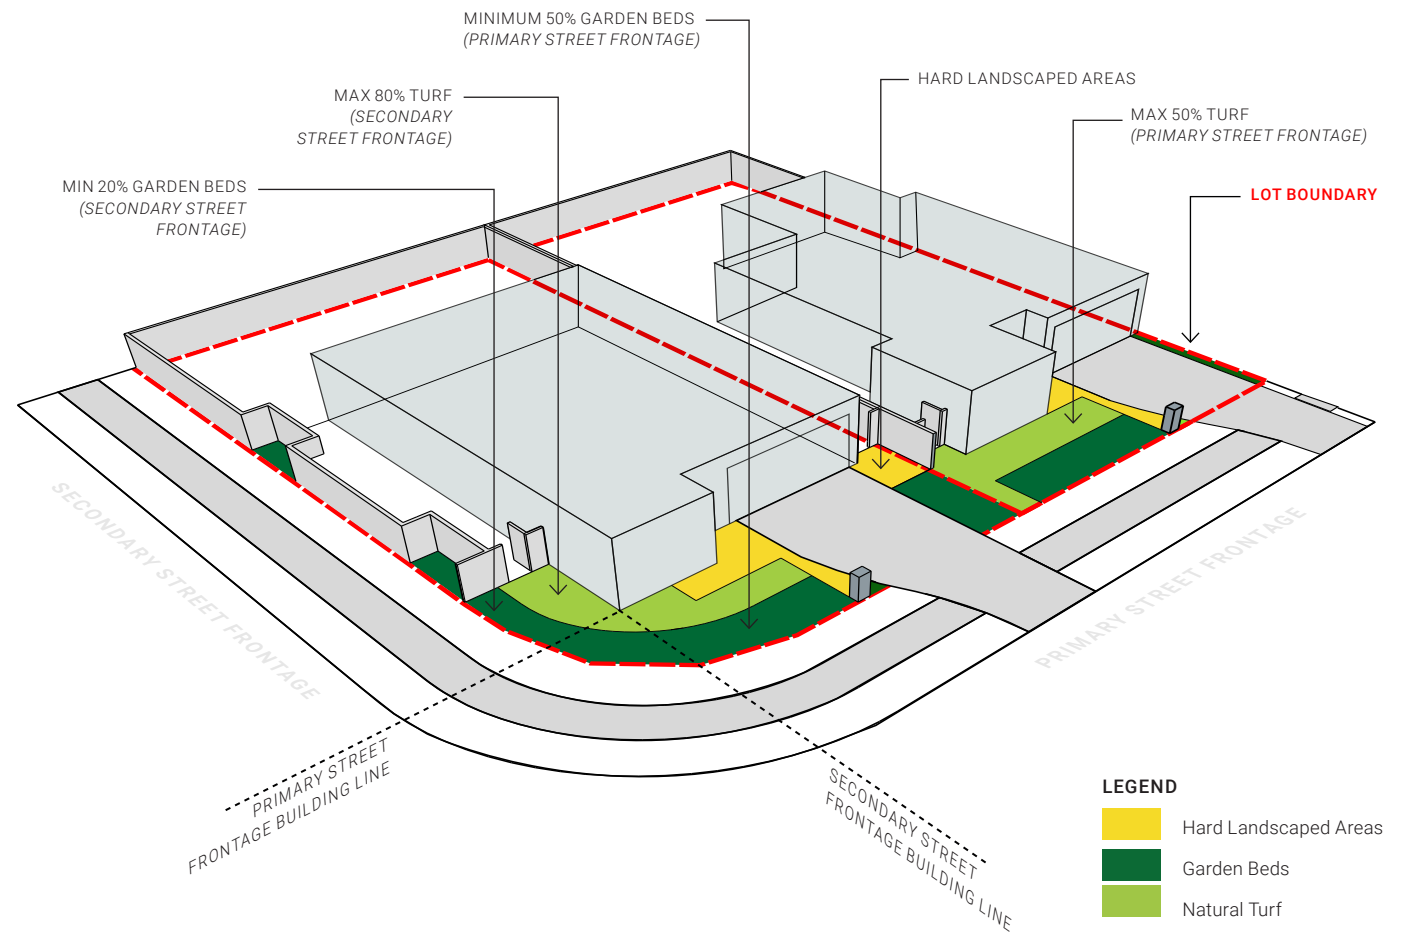 MINIMUM 50% GARDEN BEDS
(PRIMARY STREET FRONTAGE)
HARD LANDSCAPED AREAS
MAX 80% TURF
(SECONDARY
STREET FRONTAGE)
MAX 50% TURF
(PRIMARY STREET FRONTAGE)
MIN 20% GARDEN BEDS
(SECONDARY STREET
FRONTAGE)
LOT BOUNDARY
SECONDARY STREET FRONTAGE
PRIMARY STREET FRONTAGE
PRIMARY STREET
FRONTAGE BUILDING LINE
SECONDARY STREET
FRONTAGE BUILDING LINE
LEGEND
Hard Landscaped Areas
Garden Beds
Natural Turf